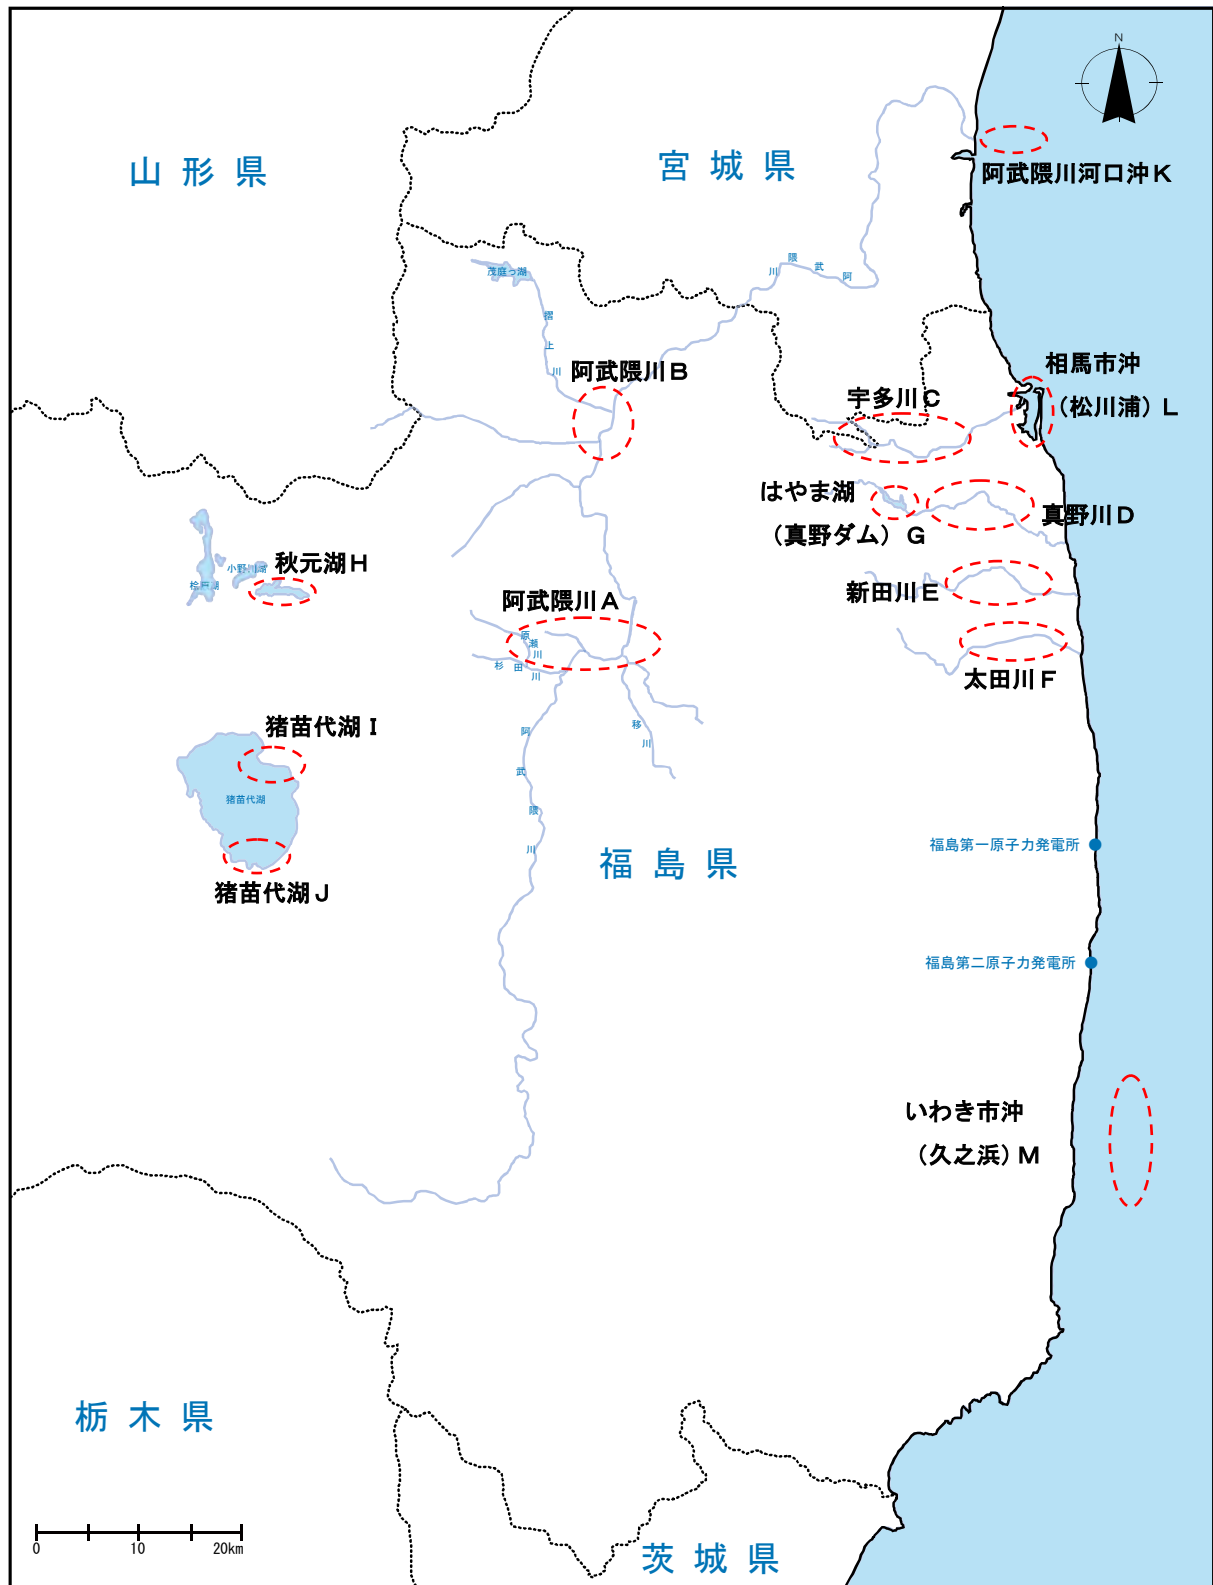 N
山形県
宮城県
阿武隈川河口沖K
阿武隈川
茂庭っ湖
摺上川
阿武隈川B
相馬市沖
（松川浦）L
宇多川C
はやま湖
（真野ダム）G
真野川D
秋元湖H
小野川湖
桧原湖
新田川E
阿武隈川A
原瀬川
杉田川
太田川F
移川
阿武隈川
猪苗代湖I
猪苗代湖
猪苗代湖J
福島県
福島第一原子力発電所
福島第二原子力発電所
いわき市沖
（久之浜）M
栃木県
茨城県
0 10 20km